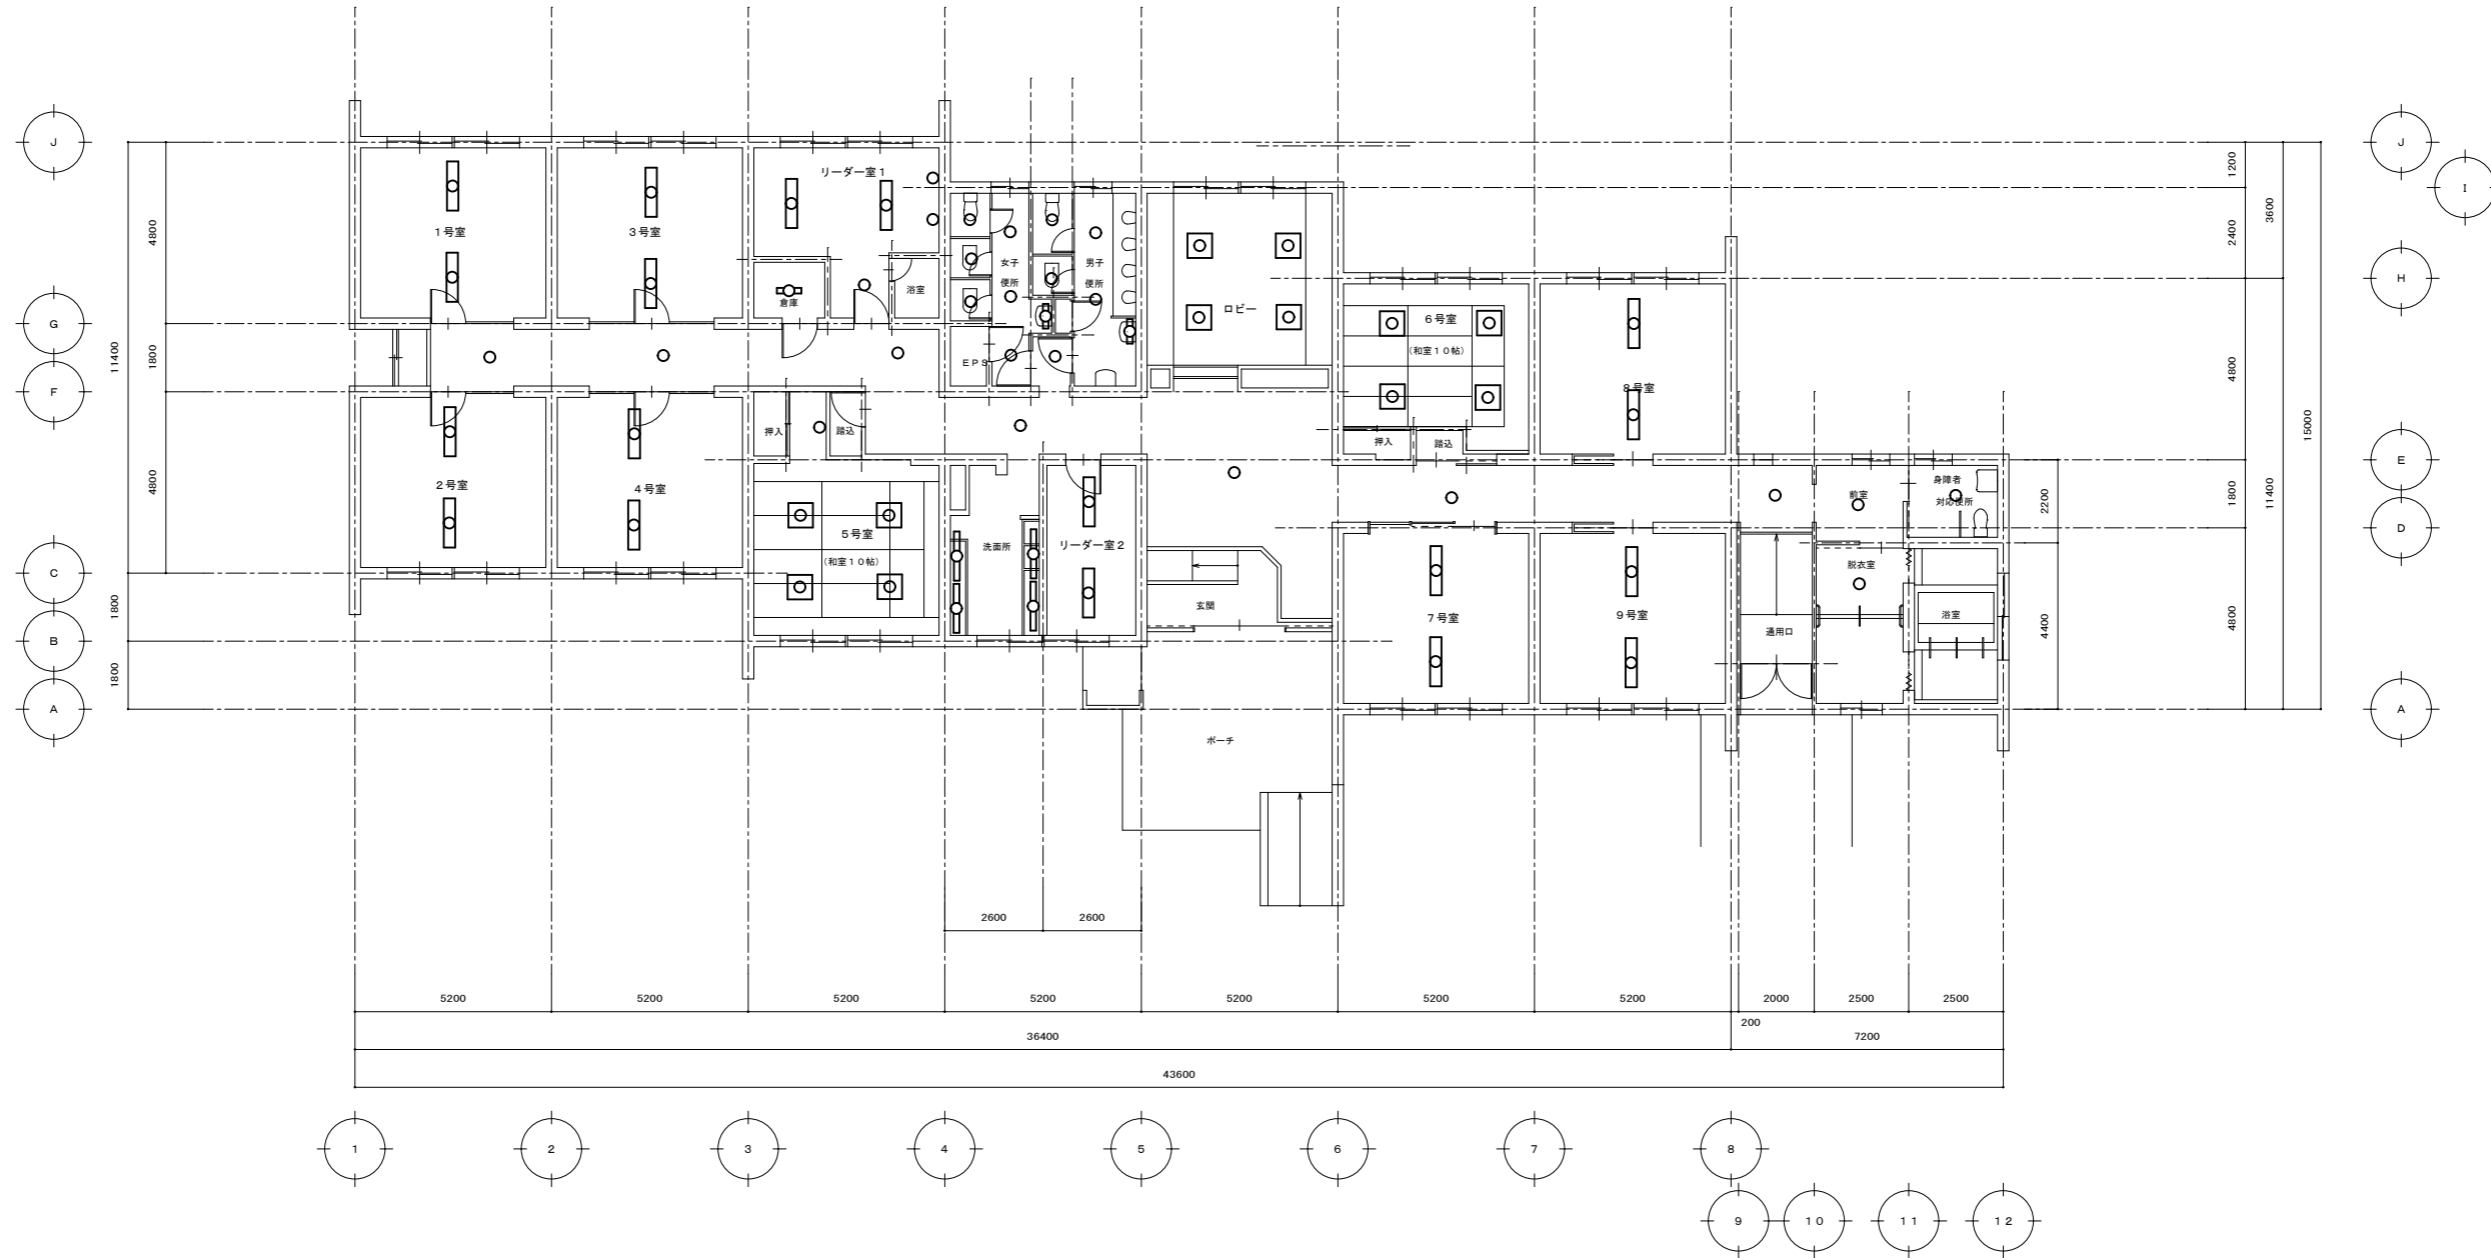 J
J
I
H
G
F
E
D
C
B
A
A
4800
1800
4800
11400
1800
1800
1200
2400
3600
4800
1800
4800
11400
15000
2200
4400
1号室
3号室
リーダー室1
倉庫
浴室
女子
便所
男子
便所
EPS
ロビー
6号室
(和室10帖)
8号室
押入
踏込
押入
踏込
2号室
4号室
5号室
(和室10帖)
洗面所
リーダー室2
玄関
7号室
9号室
通用口
前室
身障者
対応便所
脱衣室
浴室
ポーチ
2600
2600
5200
5200
5200
5200
5200
5200
5200
2000
2500
2500
200
36400
7200
43600
1
2
3
4
5
6
7
8
9
10
11
12